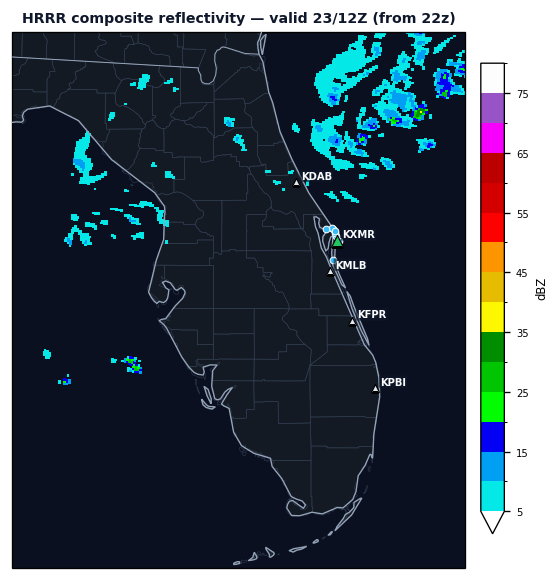 HRRR composite reflectivity — valid 23/12Z (from 22z)
KDAB
KXMR
KMLB
KFPR
KPBI
75
65
55
45
35
25
15
5
dBZ